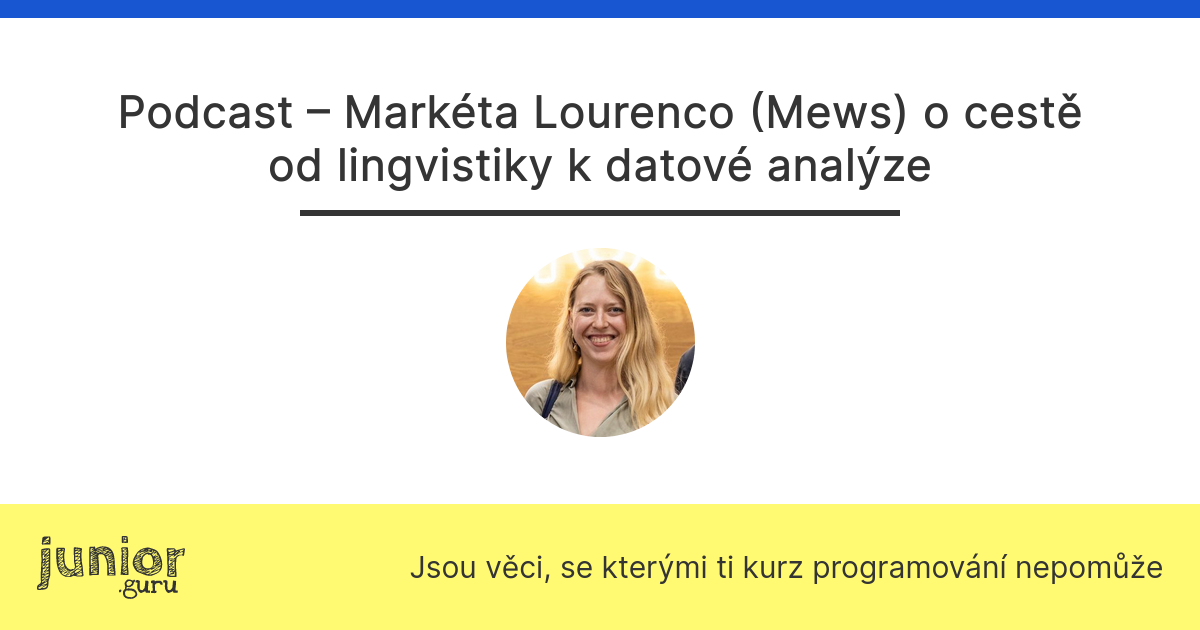 Podcast – Markéta Lourenco (Mews) o cestě
od lingvistiky k datové analýze
junior
.guru
Jsou věci, se kterými ti kurz programování nepomůže